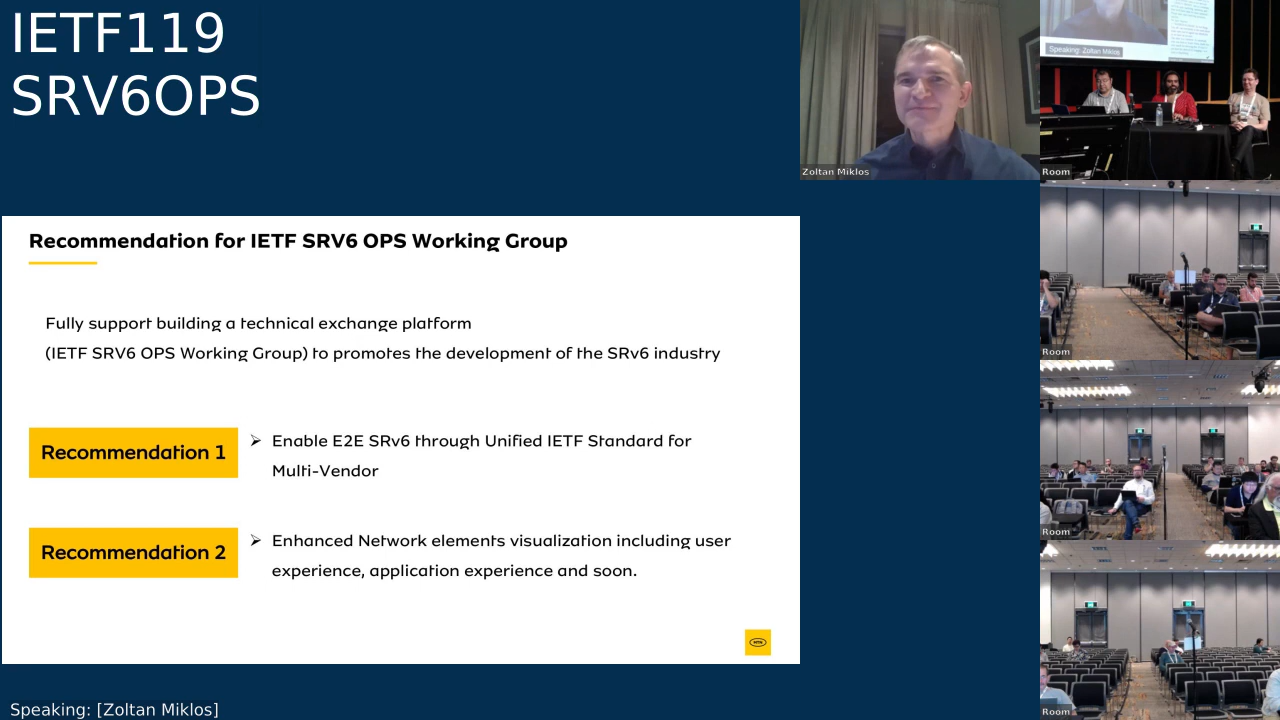 IETF119
SRV6OPS
Zoltan Miklos
Speaking: Zoltan Miklos
Room
Recommendation for IETF SRV6 OPS Working Group
Fully support building a technical exchange platform
(IETF SRV6 OPS Working Group) to promotes the development of the SRv6 industry
Recommendation 1
➢ Enable E2E SRv6 through Unified IETF Standard for
Multi-Vendor
Recommendation 2
➢ Enhanced Network elements visualization including user
experience, application experience and soon.
MTN
Room
Room
Room
Speaking: [Zoltan Miklos]